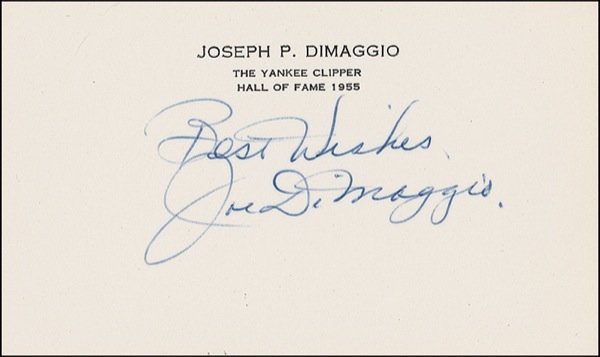 JOSEPH P. DIMAGGIO
THE YANKEE CLIPPER
HALL OF FAME 1955
Best Wishes
Joe DiMaggio.